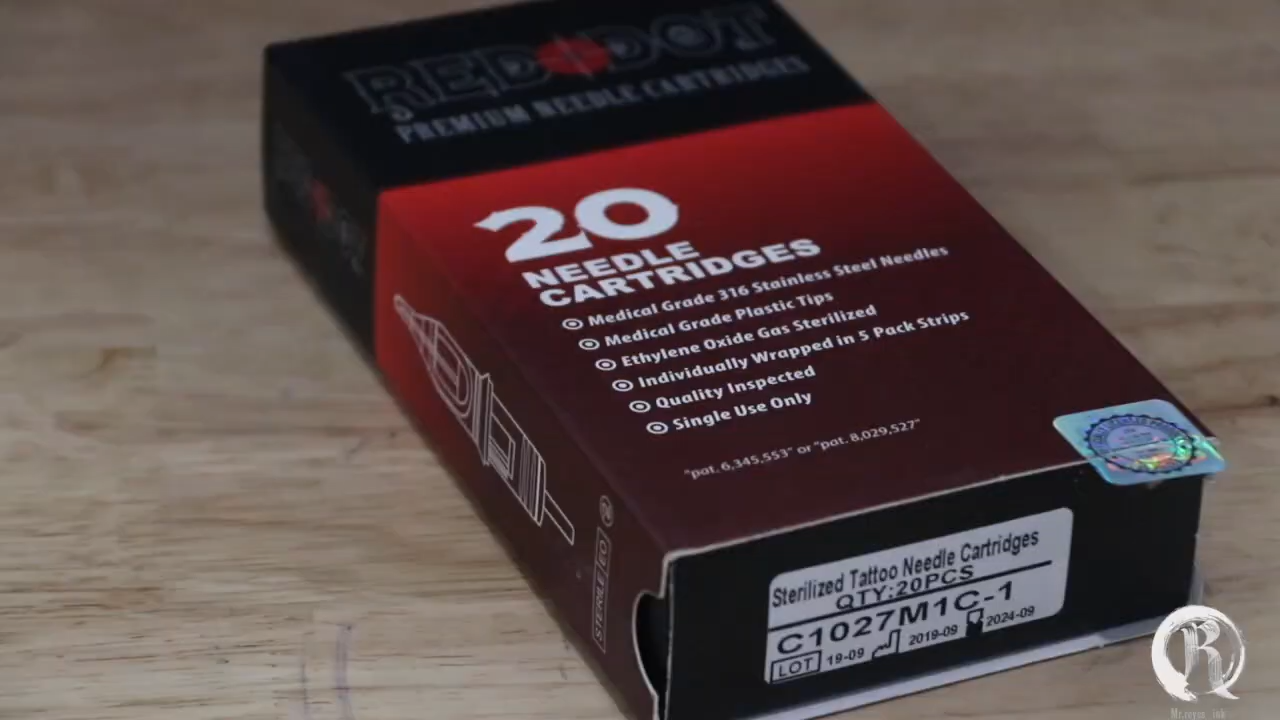 RED DOT
PREMIUM NEEDLE CARTRIDGES
20
NEEDLE
CARTRIDGES
Medical Grade 316 Stainless Steel Needles
Medical Grade Plastic Tips
Ethylene Oxide Gas Sterilized
Individually Wrapped in 5 Pack Strips
Quality Inspected
Single Use Only
"pat. 6,345,553" or "pat. 8,029,527"
STERILE EO
2
Sterilized Tattoo Needle Cartridges
QTY:20PCS
C1027M1C-1
LOT 19-09 2019-09 2024-09
R